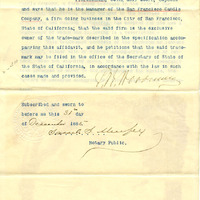 and says that he is the manager of the San Francisco Candle
Company, a firm doing business in the City of San Francisco,
State of California; that the said firm is the exclusive
owner of the trade-mark described in the specification accom-
panying this affidavit, and he petitions that the said trade-
mark may be filed in the office of the Secretary of State of
the State of California, in accordance with the law in such
cases made and provided.
Subscribed and sworn to
before me this 31st day
of December 1885.
Notary Public.